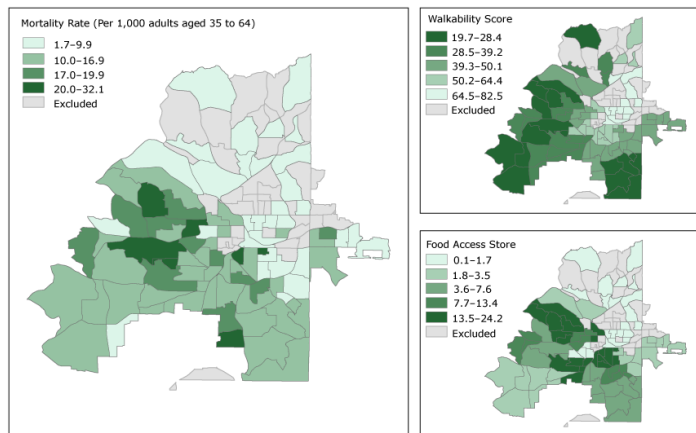 Mortality Rate (Per 1,000 adults aged 35 to 64)
1.7–9.9
10.0–16.9
17.0–19.9
20.0–32.1
Excluded
Walkability Score
19.7–28.4
28.5–39.2
39.3–50.1
50.2–64.4
64.5–82.5
Excluded
Food Access Store
0.1–1.7
1.8–3.5
3.6–7.6
7.7–13.4
13.5–24.2
Excluded